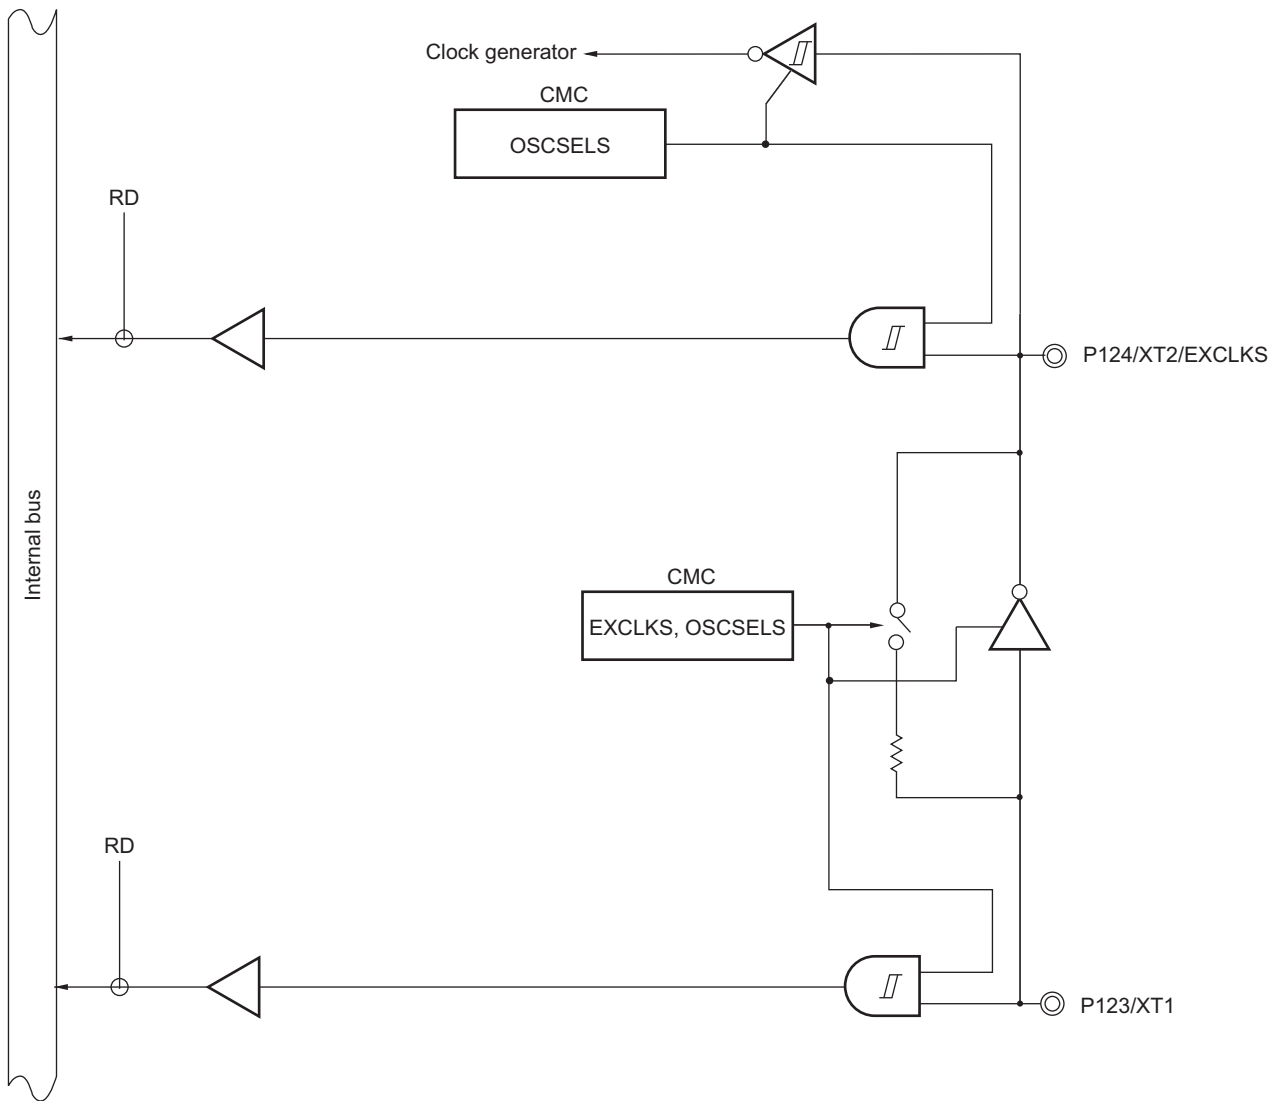 Clock generator
CMC
OSCSELS
RD
P124/XT2/EXCLKS
Internal bus
CMC
EXCLKS, OSCSELS
RD
P123/XT1